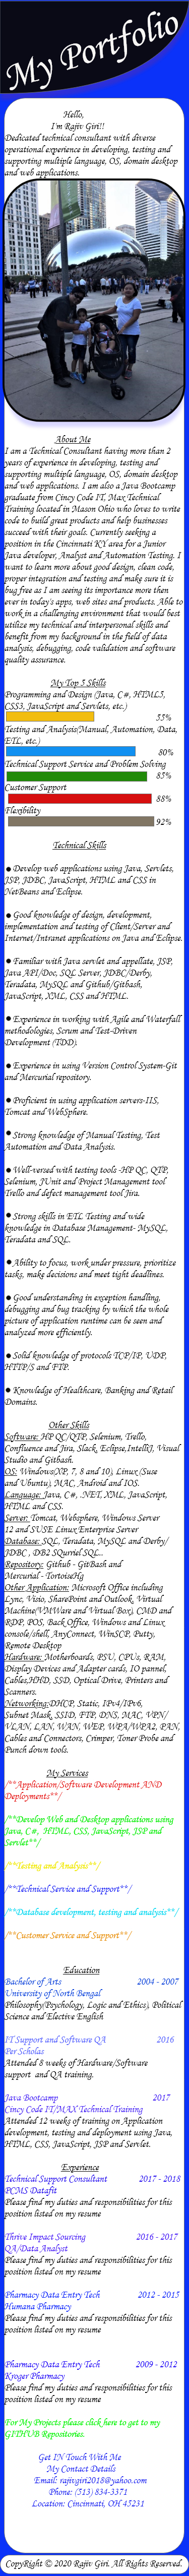 My Portfolio
Hello,
I'm Rajiv Giri!!
Dedicated technical consultant with diverse
operational experience in developing, testing and
supporting multiple language, OS, domain desktop
and web applications.
About Me
I am a Technical Consultant having more than 2
years of experience in developing, testing and
supporting multiple language, OS, domain desktop
and web applications. I am also a Java Bootcamp
graduate from Cincy Code IT, Max Technical
Training located in Mason Ohio who loves to write
code to build great products and help businesses
succeed with their goals. Currently seeking a
position in the Cincinnati KY area for a Junior
Java developer, Analyst and Automation Testing. I
want to learn more about good design, clean code,
proper integration and testing and make sure it is
bug free as I am seeing its importance more then
ever in today's apps, web sites and products. Able to
work in a challenging environment that would best
utilize my technical and interpersonal skills and
benefit from my background in the field of data
analysis, debugging, code validation and software
quality assurance.
My Top 5 Skills
Programming and Design (Java, C#, HTML5,
CSS3, JavaScript and Servlets, etc.)
55%
Testing and Analysis(Manual, Automation, Data,
ETL, etc.)
80%
Technical Support Service and Problem Solving
85%
Customer Support
88%
Flexibility
92%
Technical Skills
● Develop web applications using Java, Servlets,
JSP, JDBC, JavaScript, HTML and CSS in
NetBeans and Eclipse.
● Good knowledge of design, development,
implementation and testing of Client/Server and
Internet/Intranet applications on Java and Eclipse.
● Familiar with Java servlet and appellate, JSP,
Java API/Doc, SQL Server, JDBC/Derby,
Teradata, MySQL and Github/Gitbash,
JavaScript, XML, CSS and HTML.
● Experience in working with Agile and Waterfall
methodologies, Scrum and Test-Driven
Development (TDD).
● Experience in using Version Control System-Git
and Mercurial repository.
● Proficient in using application servers-IIS,
Tomcat and WebSphere.
● Strong knowledge of Manual Testing, Test
Automation and Data Analysis.
● Well-versed with testing tools -HP QC, QTP,
Selenium, JUnit and Project Management tool
Trello and defect management tool Jira.
● Strong skills in ETL Testing and wide
knowledge in Database Management- MySQL,
Teradata and SQL.
● Ability to focus, work under pressure, prioritize
tasks, make decisions and meet tight deadlines.
● Good understanding in exception handling,
debugging and bug tracking by which the whole
picture of application runtime can be seen and
analyzed more efficiently.
● Solid knowledge of protocols TCP/IP, UDP,
HTTP/S and FTP.
● Knowledge of Healthcare, Banking and Retail
Domains.
Other Skills
Software: HP QC/QTP, Selenium, Trello,
Confluence and Jira, Slack, Eclipse, IntelliJ, Visual
Studio and Gitbash.
OS: Windows(XP, 7, 8 and 10), Linux (Suse
and Ubuntu), MAC, Android and IOS.
Language: Java, C #, .NET, XML, JavaScript,
HTML and CSS.
Server: Tomcat, Websphere, Windows Server
12 and SUSE Linux Enterprise Server
Database: SQL, Teradata, MySQL and Derby/
JDBC , DB2 SQurriel SQL..
Repository: Github - GitBash and
Mercurial - TortoiseHg
Other Application: Microsoft Office including
Lync, Visio, SharePoint and Outlook, Virtual
Machine(VMWare and Virtual Box), CMD and
RDP, POS, Back Office, Windows and Linux
console/shell, AnyConnect, WinSCP, Putty,
Remote Desktop
Hardware: Motherboards, PSU, CPUs, RAM,
Display Devices and Adapter cards, IO pannel,
Cables,HHD, SSD, Optical Drive, Printers and
Scanners.
Networking:DHCP, Static, IPv4/IPv6,
Subnet Mask, SSID, FTP, DNS, MAC, VPN/
VLAN, LAN, WAN, WEP, WPA/WPA2, PAN,
Cables and Connectors, Crimper, Toner Probe and
Punch down tools.
My Services
/**Application/Software Development AND
Deployments**/
/**Develop Web and Desktop applications using
Java, C #, HTML, CSS, JavaScript, JSP and
Servlet**/
/**Testing and Analysis**/
/**Technical Service and Support**/
/**Database development, testing and analysis**/
/**Customer Service and Support**/
Education
Bachelor of Arts 2004 - 2007
University of North Bengal
Philosophy(Psychology, Logic and Ethics), Political
Science and Elective English
IT Support and Software QA 2016
Per Scholas
Attended 8 weeks of Hardware/Software
support and QA training.
Java Bootcamp 2017
Cincy Code IT/MAX Technical Training
Attended 12 weeks of training on Application
development, testing and deployment using Java,
HTML, CSS, JavaScript, JSP and Servlet.
Experience
Technical Support Consultant 2017 - 2018
PCMS Datafit
Please find my duties and responsibilities for this
position listed on my resume
Thrive Impact Sourcing 2016 - 2017
QA/Data Analyst
Please find my duties and responsibilities for this
position listed on my resume
Pharmacy Data Entry Tech 2012 - 2015
Humana Pharmacy
Please find my duties and responsibilities for this
position listed on my resume
Pharmacy Data Entry Tech 2009 - 2012
Kroger Pharmacy
Please find my duties and responsibilities for this
position listed on my resume
For My Projects please click here to get to my
GITHUB Repositories.
Get IN Touch With Me
My Contact Details
Email: rajivgiri2018@yahoo.com
Phone: (513) 834-3371
Location: Cincinnati, OH 45231
CopyRight © 2020 Rajiv Giri. All Rights Reserved.